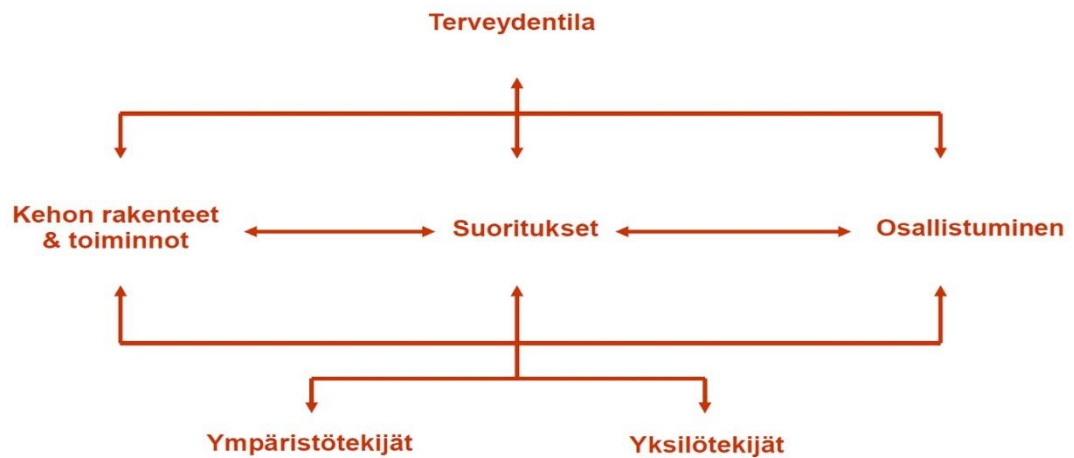 Terveydentila
Kehon rakenteet
& toiminnot
Suoritukset
Osallistuminen
Ympäristötekijät
Yksilötekijät